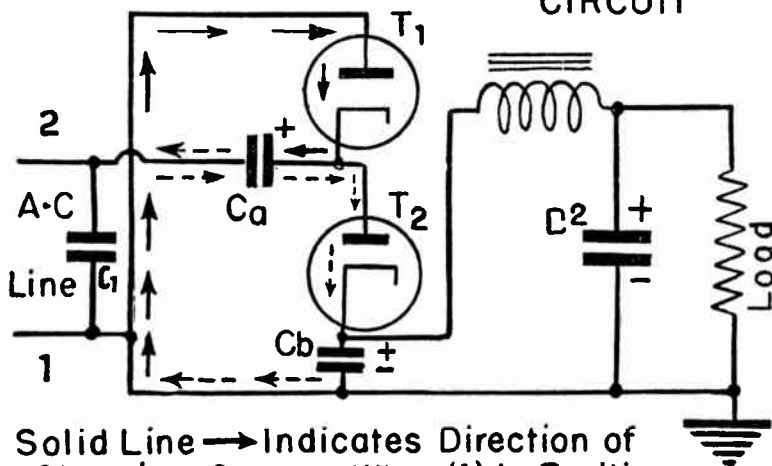 CIRCUIT
T1
2
+
A-C
Ca
T2
C2
+
-
Load
C1
Line
Cb
+
-
1
Solid Line → Indicates Direction of